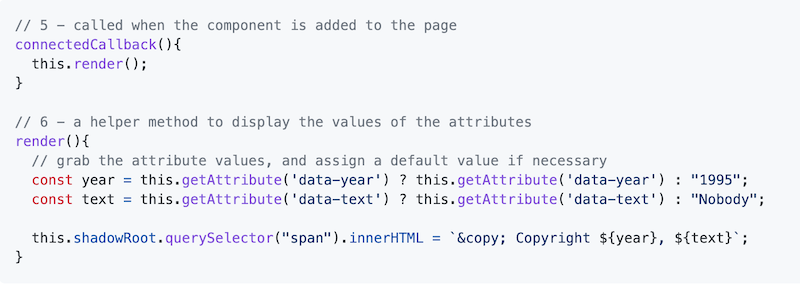 // 5 - called when the component is added to the page
connectedCallback(){
  this.render();
}

// 6 - a helper method to display the values of the attributes
render(){
  // grab the attribute values, and assign a default value if necessary
  const year = this.getAttribute('data-year') ? this.getAttribute('data-year') : "1995";
  const text = this.getAttribute('data-text') ? this.getAttribute('data-text') : "Nobody";

  this.shadowRoot.querySelector("span").innerHTML = `&copy; Copyright ${year}, ${text}`;
}